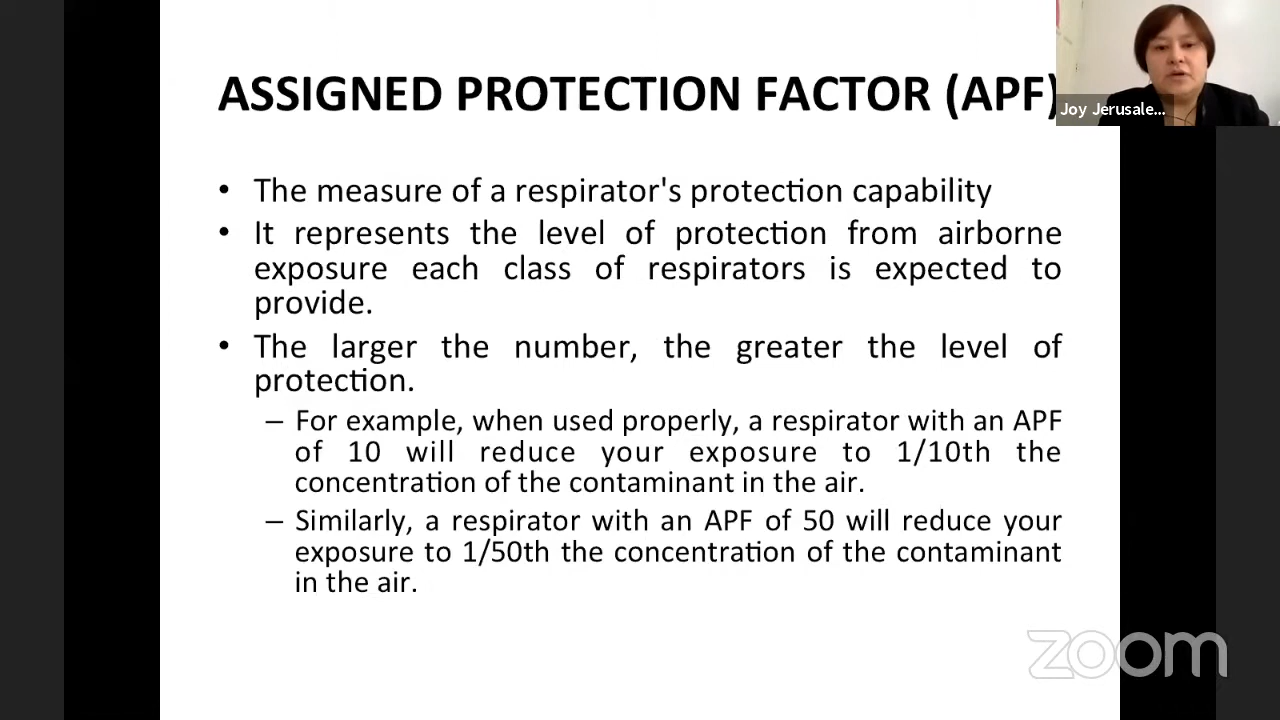 ASSIGNED PROTECTION FACTOR (APF)
Joy Jerusale...
• The measure of a respirator's protection capability
• It represents the level of protection from airborne
exposure each class of respirators is expected to
provide.
• The larger the number, the greater the level of
protection.
– For example, when used properly, a respirator with an APF
of 10 will reduce your exposure to 1/10th the
concentration of the contaminant in the air.
– Similarly, a respirator with an APF of 50 will reduce your
exposure to 1/50th the concentration of the contaminant
in the air.
zoom